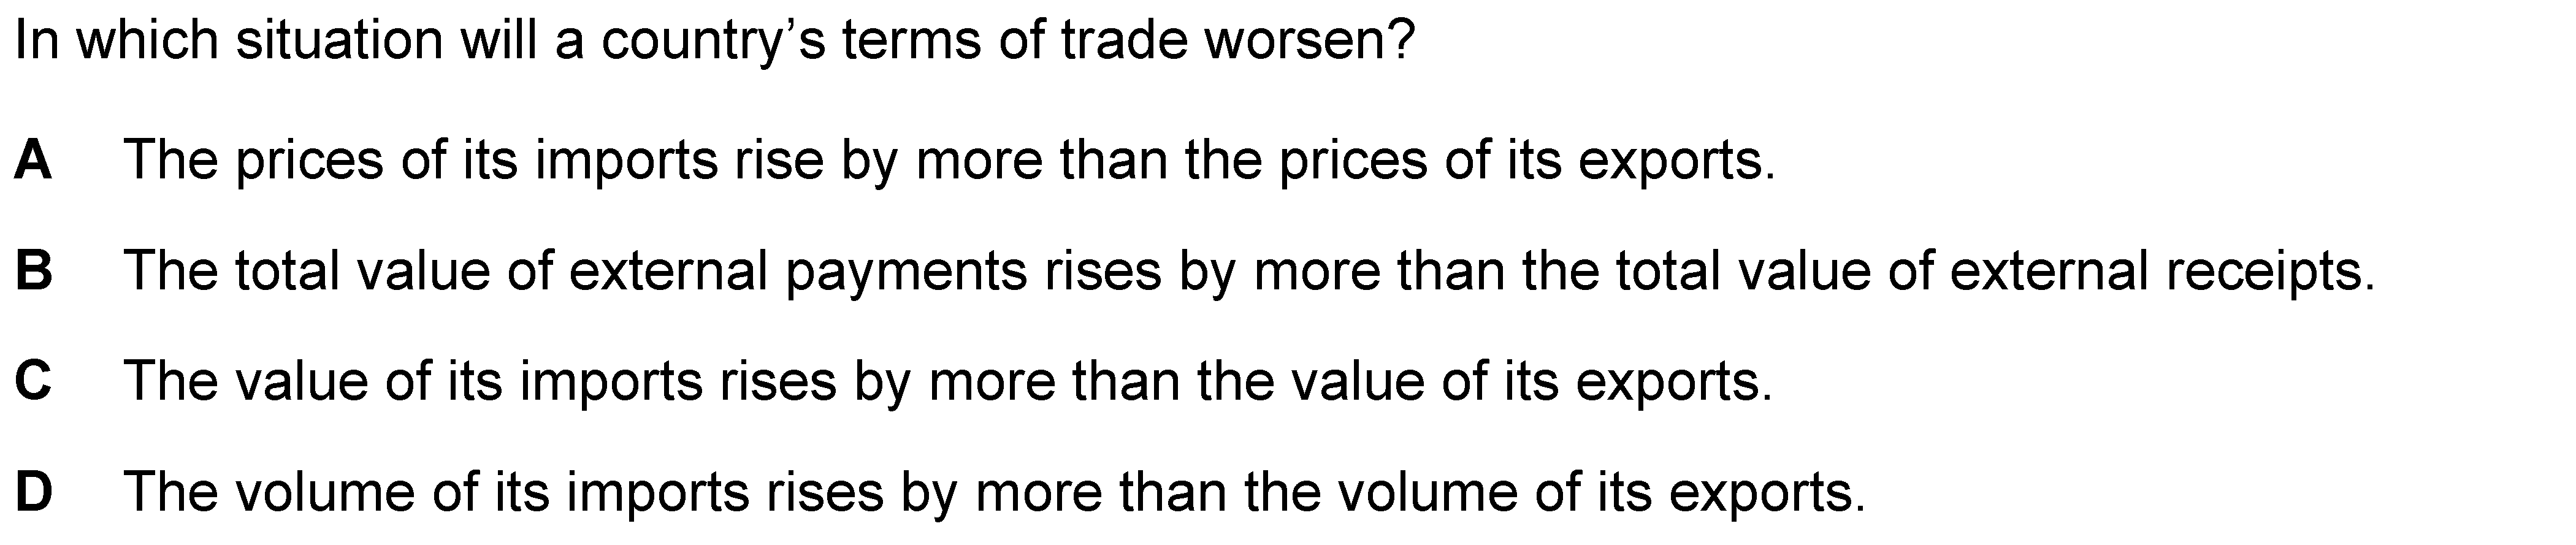 In which situation will a country’s terms of trade worsen?
A The prices of its imports rise by more than the prices of its exports.
B The total value of external payments rises by more than the total value of external receipts.
C The value of its imports rises by more than the value of its exports.
D The volume of its imports rises by more than the volume of its exports.